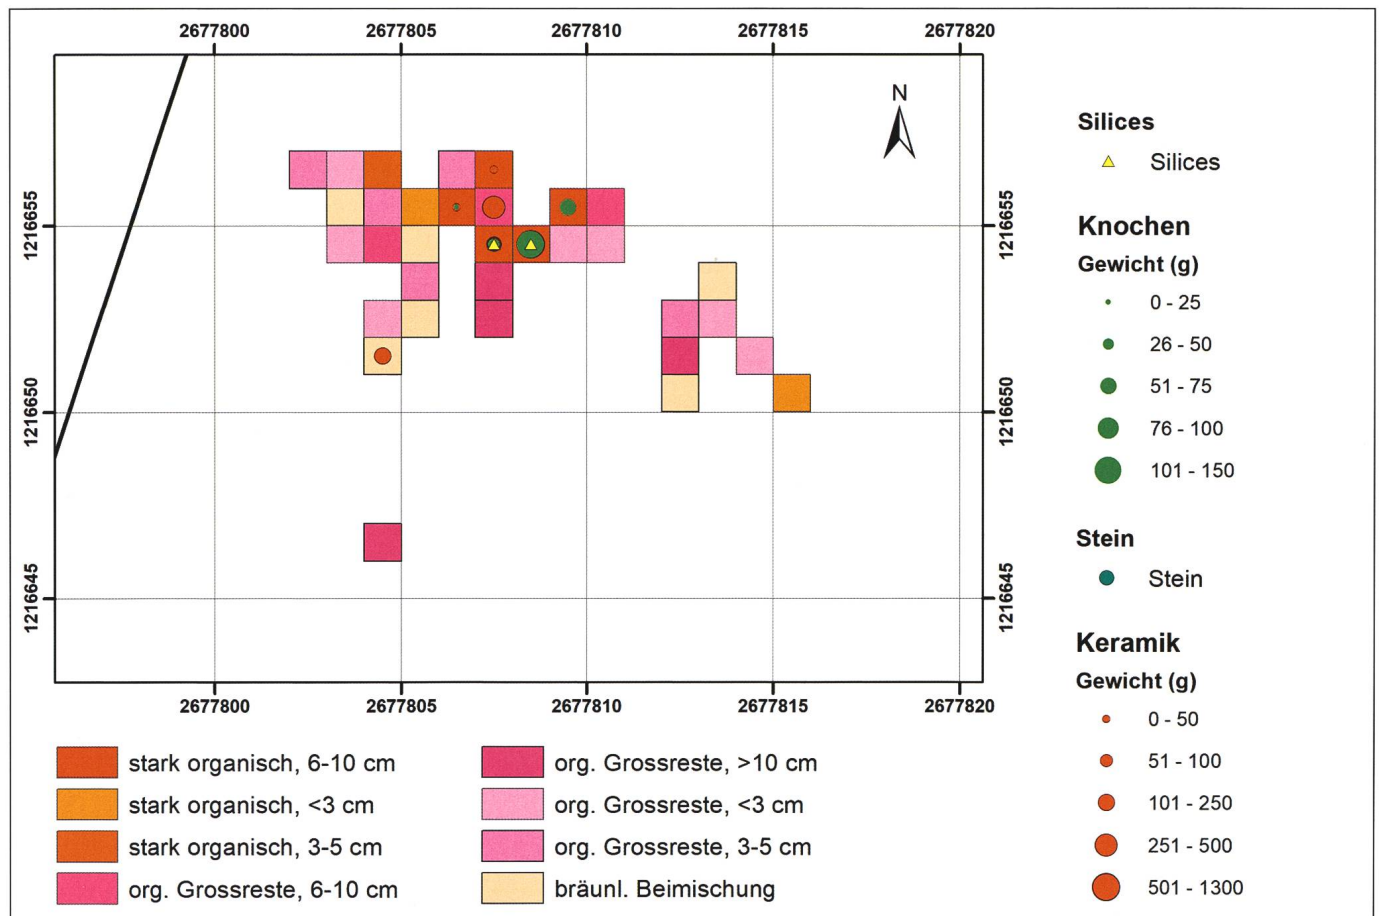 2677800 2677805 2677810 2677815 2677820
N
1216655 1216655
1216650 1216650
1216645 1216645
2677800 2677805 2677810 2677815 2677820
Silices
Silices
Knochen
Gewicht (g)
0 - 25
26 - 50
51 - 75
76 - 100
101 - 150
Stein
Stein
Keramik
Gewicht (g)
0 - 50
51 - 100
101 - 250
251 - 500
501 - 1300
stark organisch, 6-10 cm
stark organisch, <3 cm
stark organisch, 3-5 cm
org. Grossreste, 6-10 cm
org. Grossreste, >10 cm
org. Grossreste, <3 cm
org. Grossreste, 3-5 cm
bräunl. Beimischung